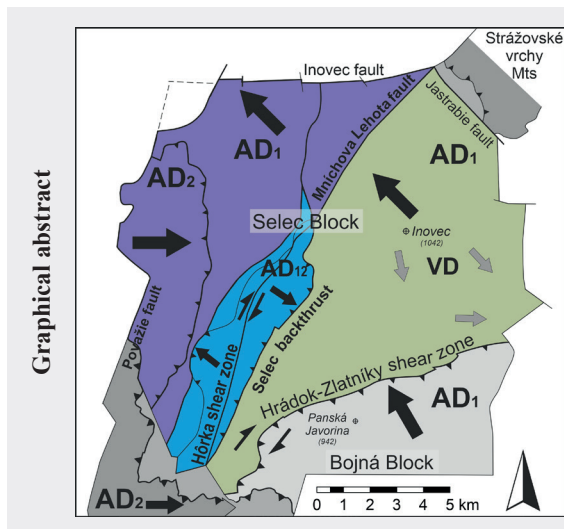 Graphical abstract
Strážovské
vrchy
Mts
Inovec fault
Jastrabie fault
Mnichova Lehota fault
AD1
AD1
AD2
Selec Block
Inovec
(1042)
VD
AD12
Považie fault
Selec backthrust
Hôrka shear zone
Hrádok-Zlatníky shear zone
AD1
Panská
Javorina
(942)
Bojná Block
AD2
0 1 2 3 4 5 km